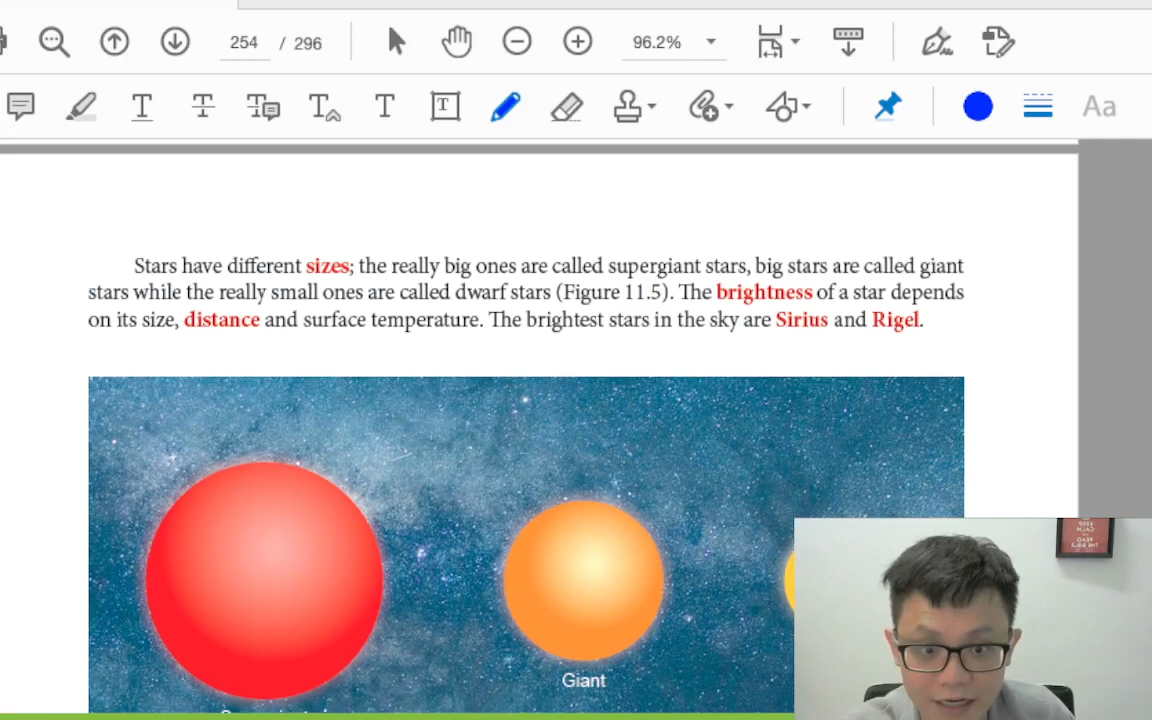 254 / 296
96.2%
Aa
Stars have different sizes; the really big ones are called supergiant stars, big stars are called giant
stars while the really small ones are called dwarf stars (Figure 11.5). The brightness of a star depends
on its size, distance and surface temperature. The brightest stars in the sky are Sirius and Rigel.
Giant